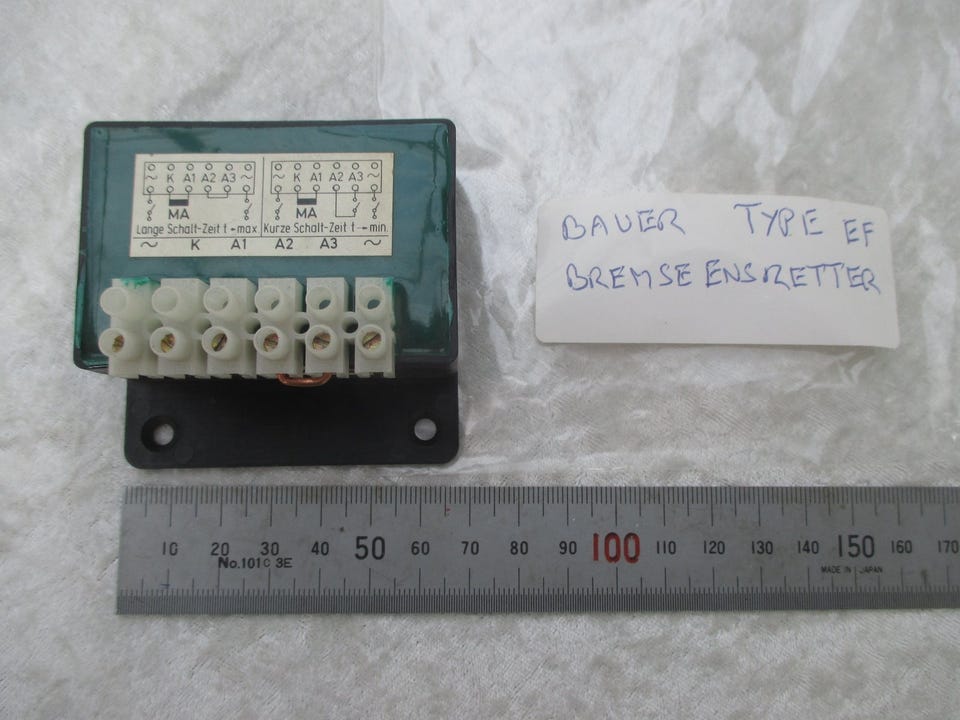 ~ K A1 A2 A3 ~
MA
Lange Schalt-Zeit t → max
~ K A1 A2 A3 ~
MA
Kurze Schalt-Zeit t → min.
~ K A1 A2 A3 ~
BAUER TYPE EF
BREMSE ENSRETTER
10 20 30 40 50 60 70 80 90 100 110 120 130 140 150 160 170
No.101C 3E
MADE IN JAPAN